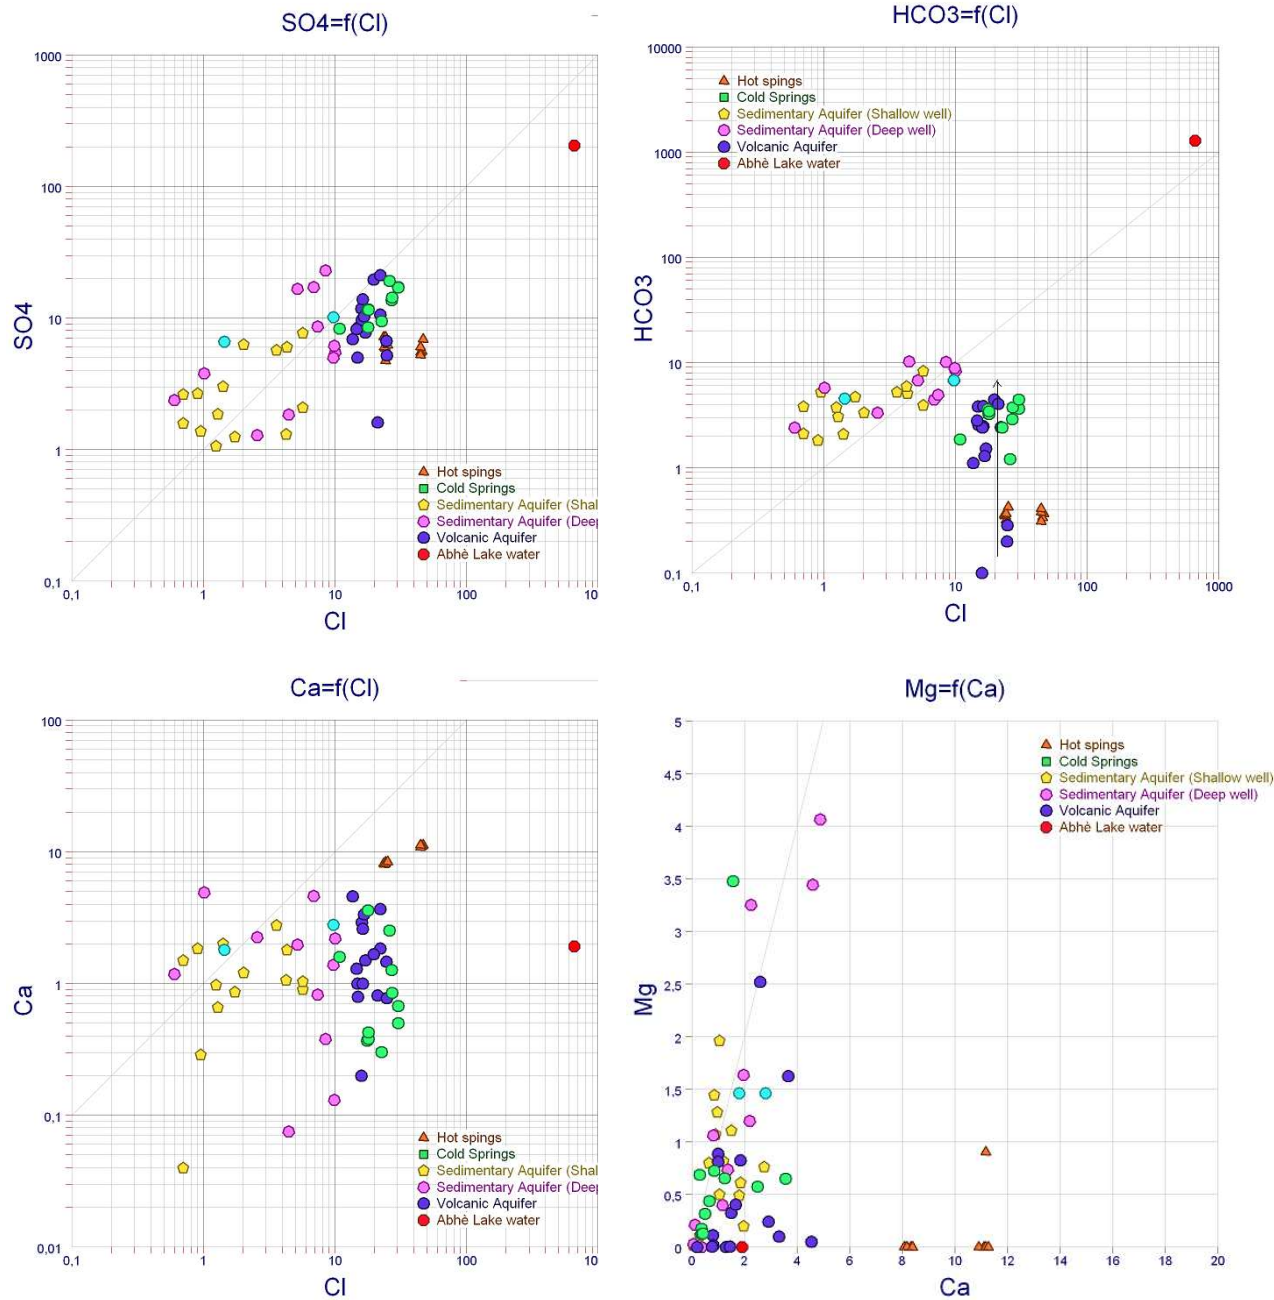 SO4=f(Cl)
1000
100
10
1
0,1
0,1
1
10
100
10
SO4
Cl
Hot spings
Cold Springs
Sedimentary Aquifer (Shal
Sedimentary Aquifer (Deep
Volcanic Aquifer
Abhè Lake water
HCO3=f(Cl)
10000
1000
100
10
1
0,1
0,1
1
10
100
1000
HCO3
Cl
Hot spings
Cold Springs
Sedimentary Aquifer (Shallow well)
Sedimentary Aquifer (Deep well)
Volcanic Aquifer
Abhè Lake water
Ca=f(Cl)
100
10
1
0,1
0,01
0,1
1
10
100
10
Ca
Cl
Hot spings
Cold Springs
Sedimentary Aquifer (Shal
Sedimentary Aquifer (Deep
Volcanic Aquifer
Abhè Lake water
Mg=f(Ca)
5
4,5
4
3,5
3
2,5
2
1,5
1
0,5
0
0
2
4
6
8
10
12
14
16
18
20
Mg
Ca
Hot spings
Cold Springs
Sedimentary Aquifer (Shallow well)
Sedimentary Aquifer (Deep well)
Volcanic Aquifer
Abhè Lake water